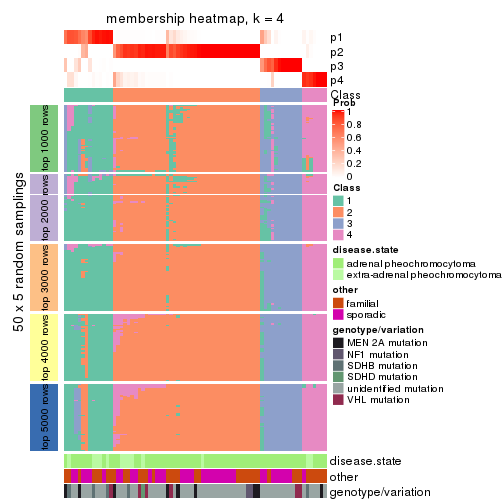 membership heatmap, k = 4
p1
p2
p3
p4
Class
50 x 5 random samplings
top 1000 rows
top 2000 rows
top 3000 rows
top 4000 rows
top 5000 rows
Prob
1
0.8
0.6
0.4
0.2
0
Class
1
2
3
4
disease.state
adrenal pheochromocytoma
extra-adrenal pheochromocytoma
other
familial
sporadic
genotype/variation
MEN 2A mutation
NF1 mutation
SDHB mutation
SDHD mutation
unidentified mutation
VHL mutation
disease.state
other
genotype/variation